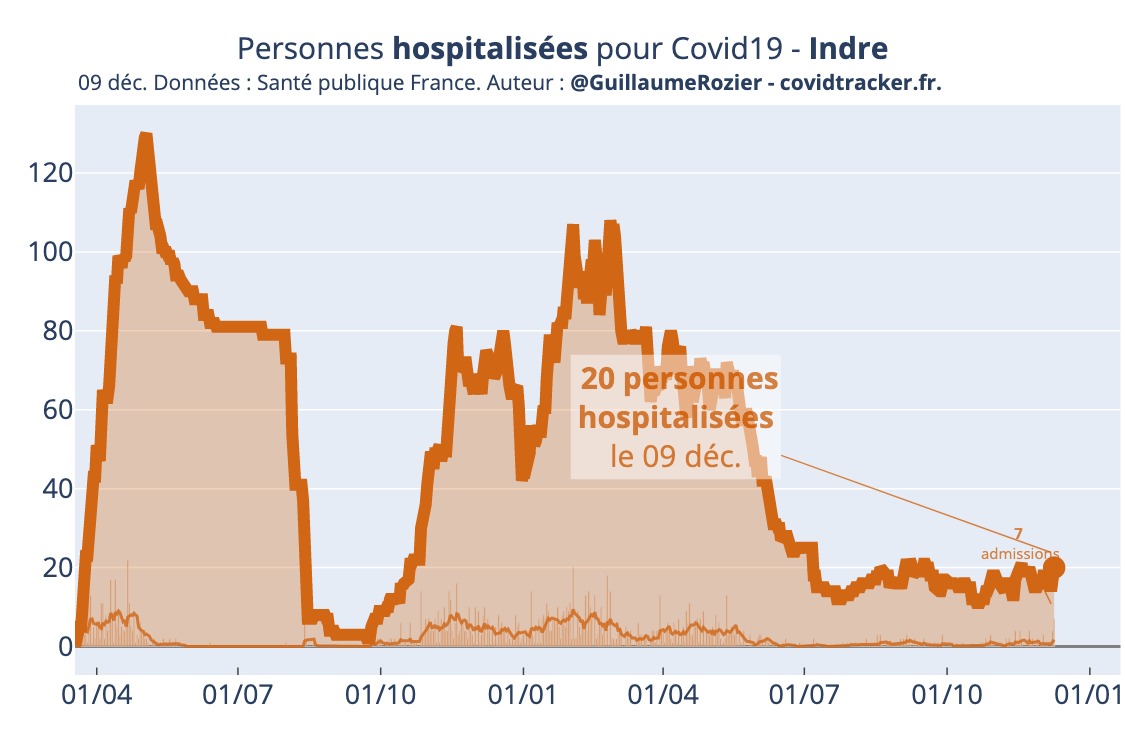 Personnes hospitalisées pour Covid19 - Indre
09 déc. Données : Santé publique France. Auteur : @GuillaumeRozier - covidtracker.fr.
120
100
80
60
40
20
0
20 personnes
hospitalisées
le 09 déc.
7
admissions
01/04 01/07 01/10 01/01 01/04 01/07 01/10 01/01